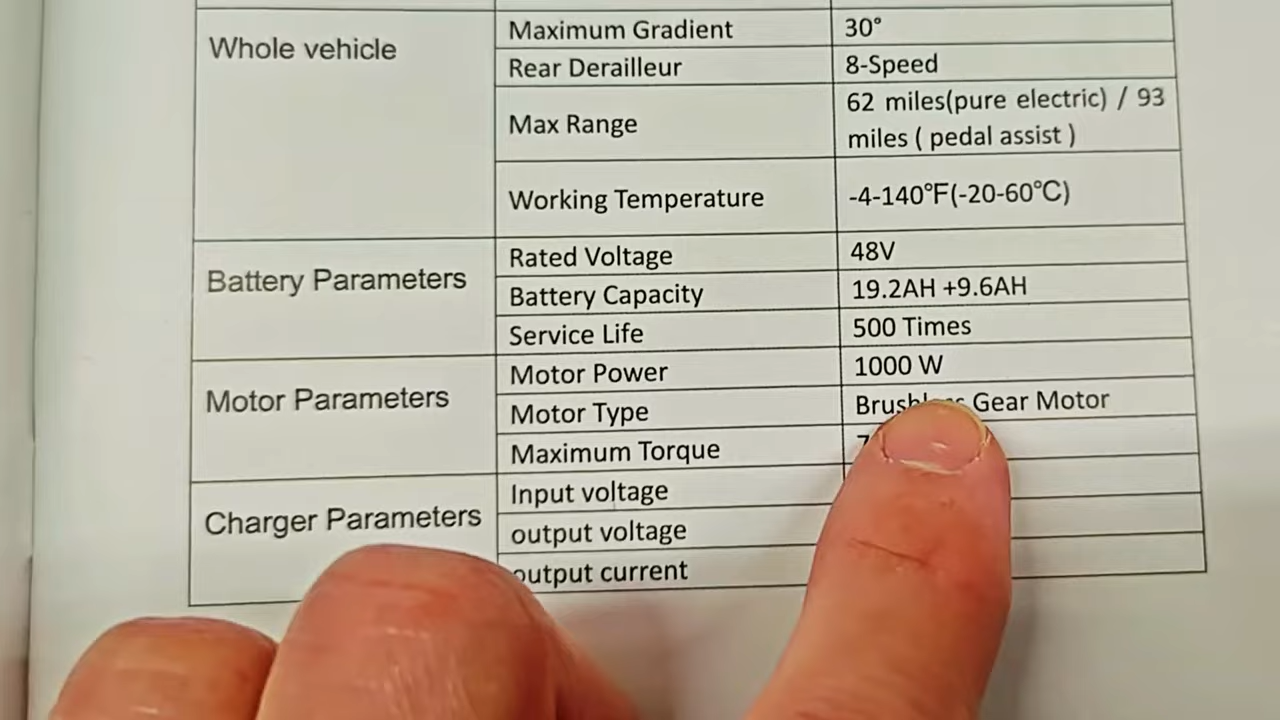 Whole vehicle
Maximum Gradient 30°
Rear Derailleur 8-Speed
Max Range 62 miles(pure electric) / 93
miles ( pedal assist )
Working Temperature -4-140°F(-20-60℃)
Battery Parameters
Rated Voltage 48V
Battery Capacity 19.2AH +9.6AH
Service Life 500 Times
Motor Parameters
Motor Power 1000 W
Motor Type Gear Motor
Maximum Torque
Charger Parameters
Input voltage
output voltage
output current